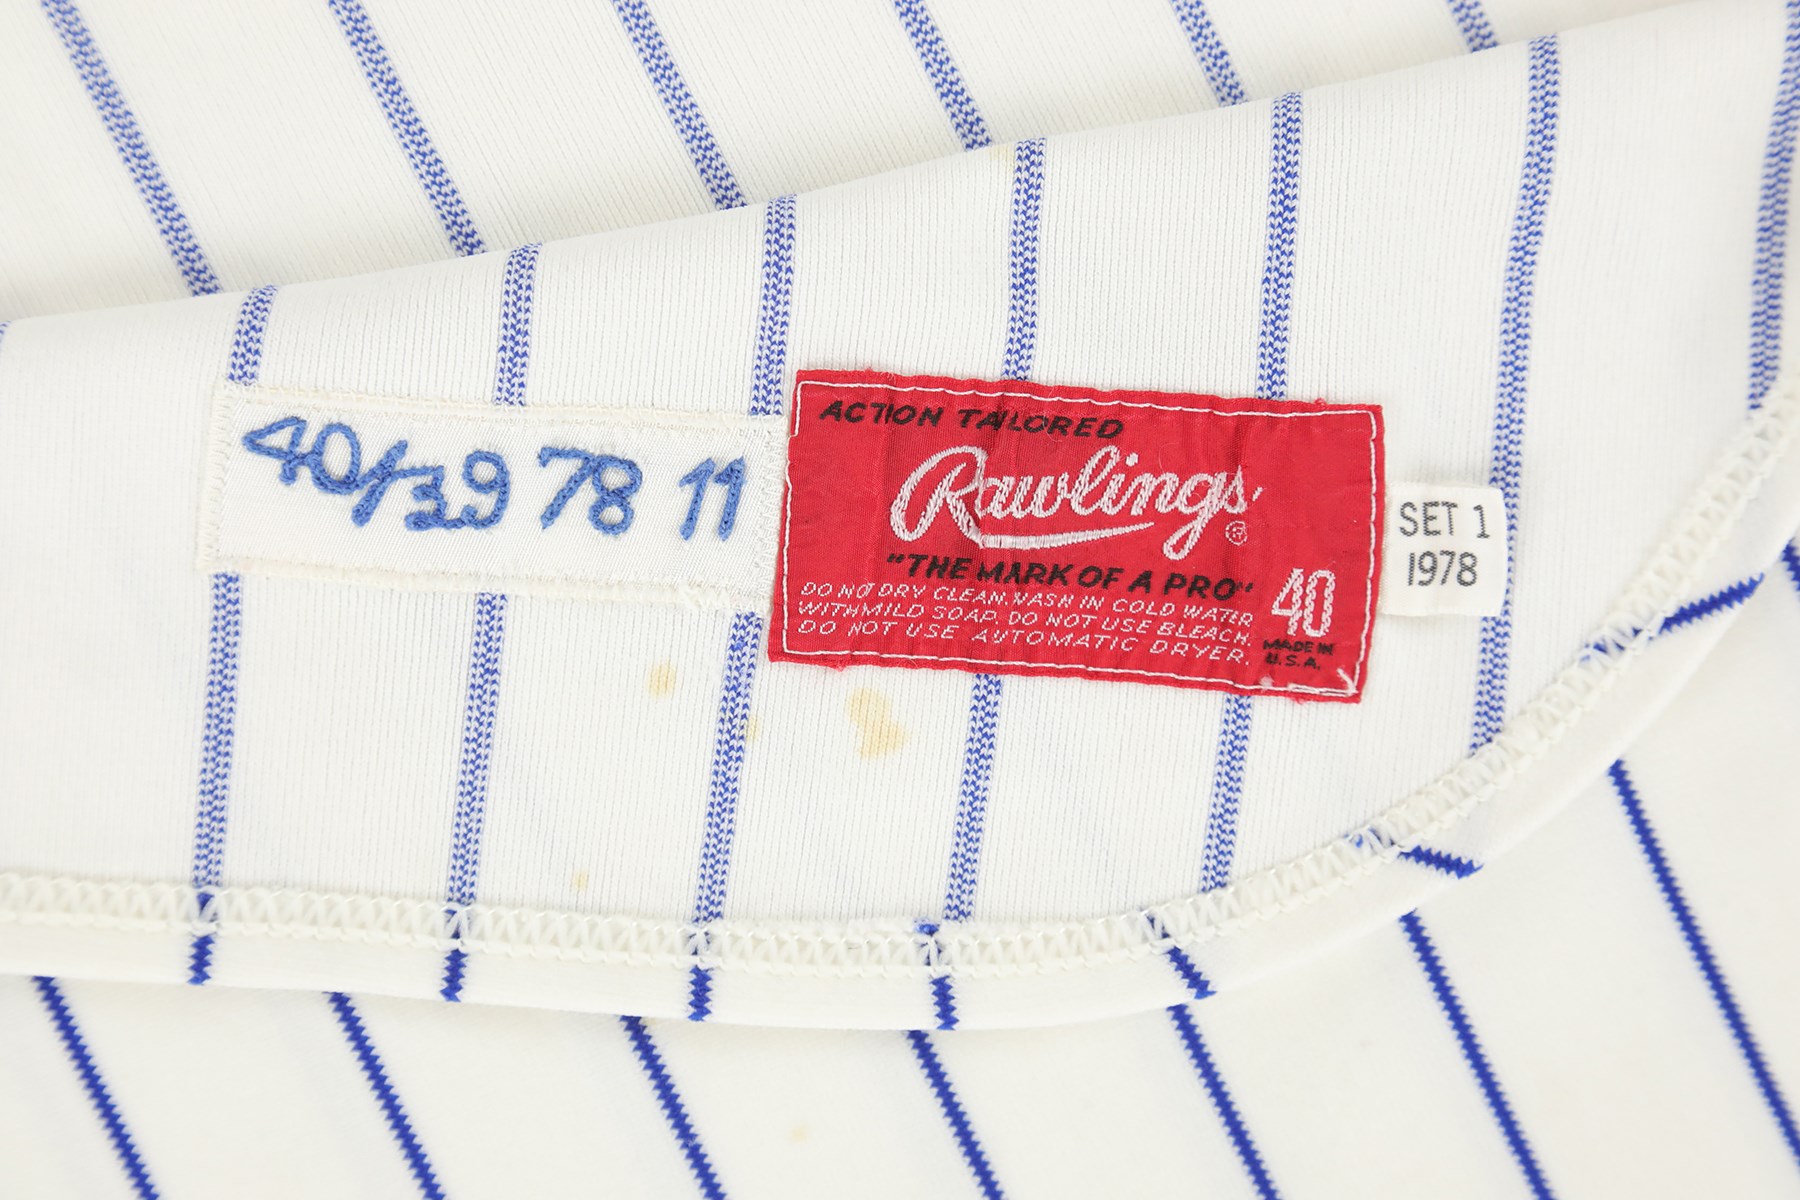 40/39 78 11
ACTION TAILORED
Rawlings ®
"THE MARK OF A PRO"
DO NOT DRY CLEAN. WASH IN COLD WATER
WITH MILD SOAP. DO NOT USE BLEACH.
DO NOT USE AUTOMATIC DRYER.
40
MADE IN
U.S.A.
SET 1
1978